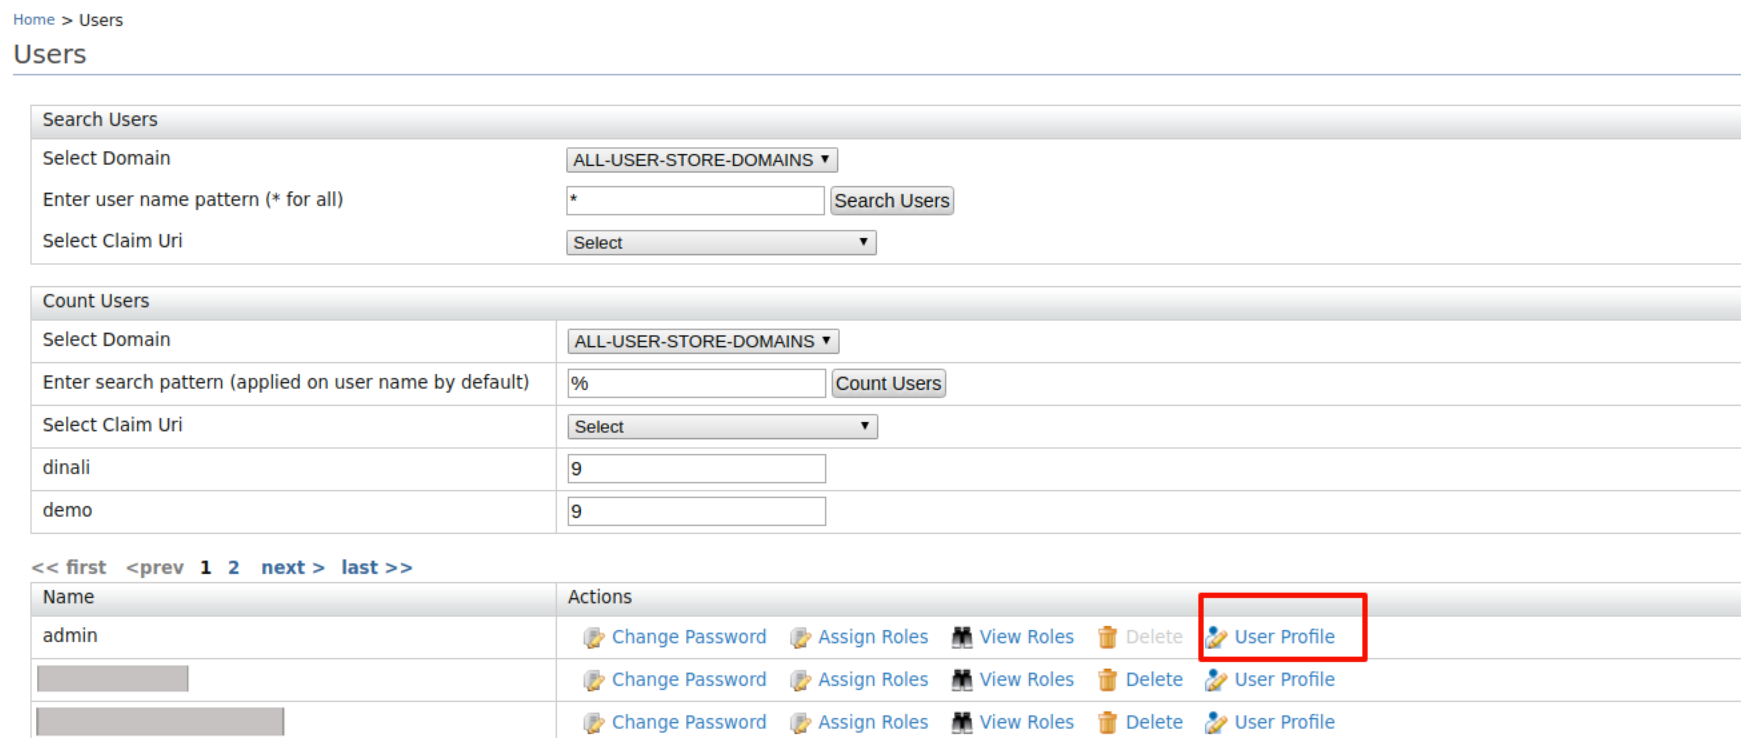 Home > Users
Users
Search Users
Select Domain ALL-USER-STORE-DOMAINS
Enter user name pattern (* for all) * Search Users
Select Claim Uri Select
Count Users
Select Domain ALL-USER-STORE-DOMAINS
Enter search pattern (applied on user name by default) % Count Users
Select Claim Uri Select
dinali 9
demo 9
<< first <prev 1 2 next > last >>
Name Actions
admin Change Password Assign Roles View Roles Delete User Profile
Change Password Assign Roles View Roles Delete User Profile
Change Password Assign Roles View Roles Delete User Profile